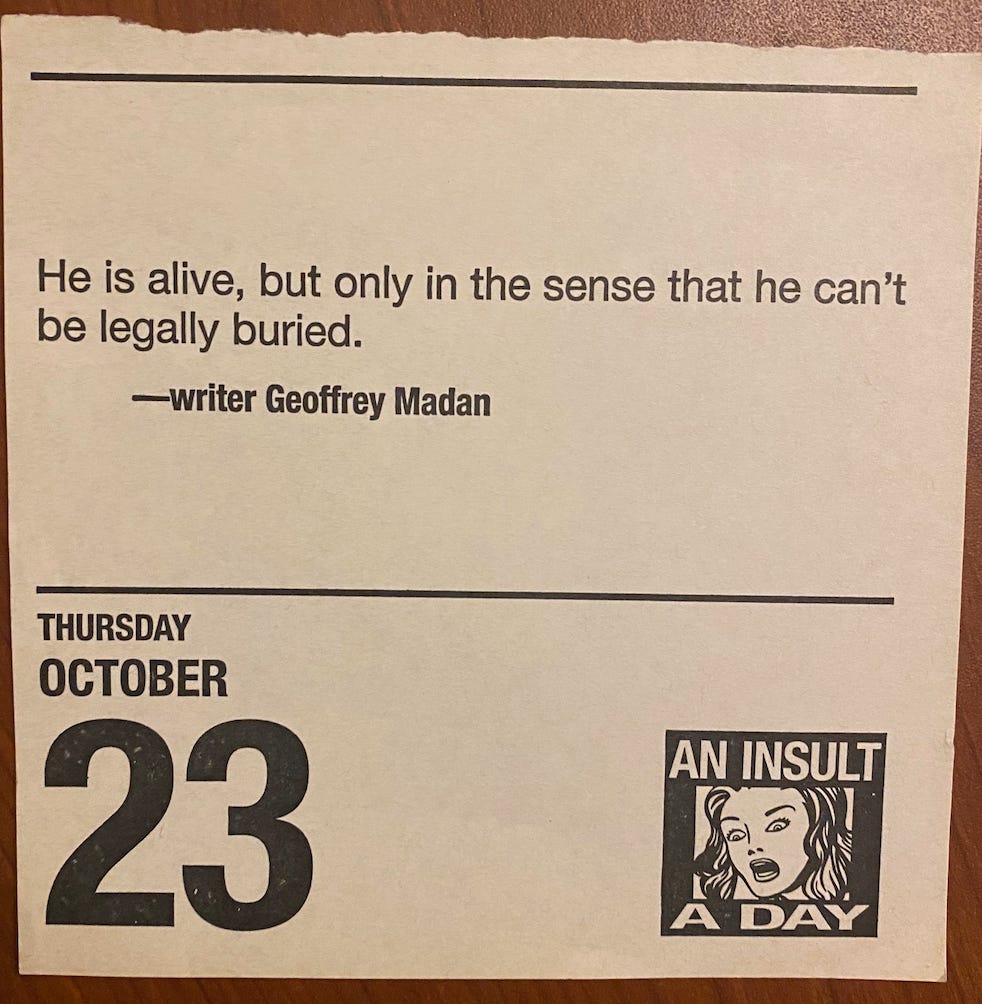 He is alive, but only in the sense that he can’t
be legally buried.
—writer Geoffrey Madan
THURSDAY
OCTOBER
23
AN INSULT
A DAY